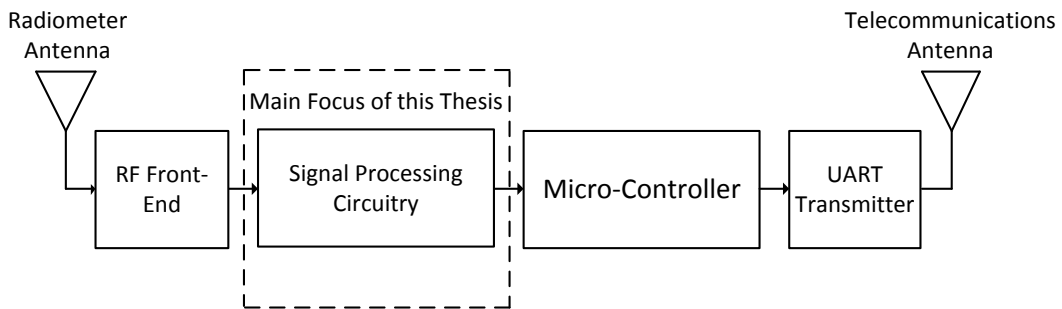 Radiometer
Antenna
Telecommunications
Antenna
Main Focus of this Thesis
RF Front-
End
Signal Processing
Circuitry
Micro-Controller
UART
Transmitter